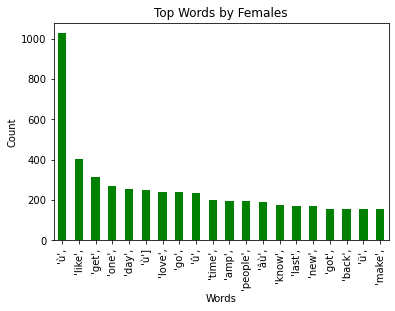 Top Words by Females
Count
1000
800
600
400
200
0
'ù',
'like',
'get',
'one',
'day',
'ù']
'love',
'go',
'û',
'time',
'amp',
'people',
'âù',
'know',
'last',
'new',
'got',
'back',
'ü',
'make',
Words